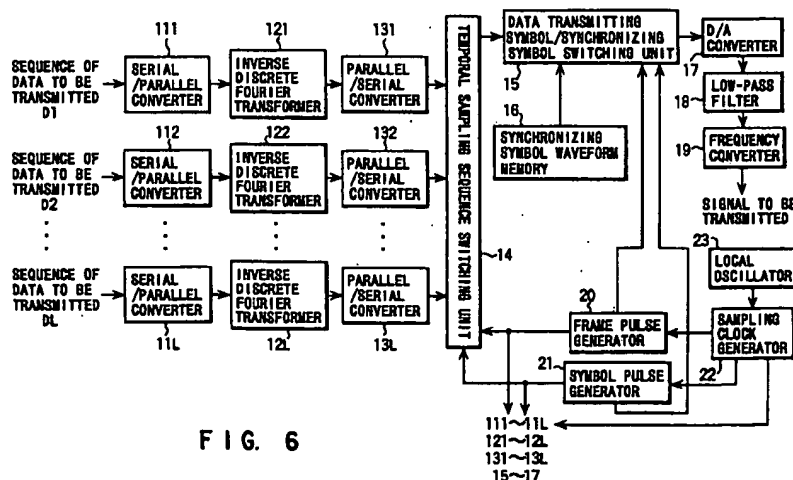 111
121
131
SEQUENCE OF
DATA TO BE
TRANSMITTED
D1
SERIAL
/PARALLEL
CONVERTER
INVERSE
DISCRETE
FOURIER
TRANSFORMER
PARALLEL
/SERIAL
CONVERTER
112
122
132
SEQUENCE OF
DATA TO BE
TRANSMITTED
D2
SERIAL
/PARALLEL
CONVERTER
INVERSE
DISCRETE
FOURIER
TRANSFORMER
PARALLEL
/SERIAL
CONVERTER
SEQUENCE OF
DATA TO BE
TRANSMITTED
DL
SERIAL
/PARALLEL
CONVERTER
INVERSE
DISCRETE
FOURIER
TRANSFORMER
PARALLEL
/SERIAL
CONVERTER
11L
12L
13L
TEMPORAL SAMPLING SEQUENCE SWITCHING UNIT
14
DATA TRANSMITTING
SYMBOL/SYNCHRONIZING
SYMBOL SWITCHING UNIT
15
16
SYNCHRONIZING
SYMBOL WAVEFORM
MEMORY
D/A
CONVERTER
17
LOW-PASS
FILTER
18
FREQUENCY
CONVERTER
19
SIGNAL TO BE
TRANSMITTED
23
LOCAL
OSCILLATOR
20
FRAME PULSE
GENERATOR
SAMPLING
CLOCK
GENERATOR
22
21
SYMBOL PULSE
GENERATOR
111~11L
121~12L
131~13L
15~17
FIG. 6